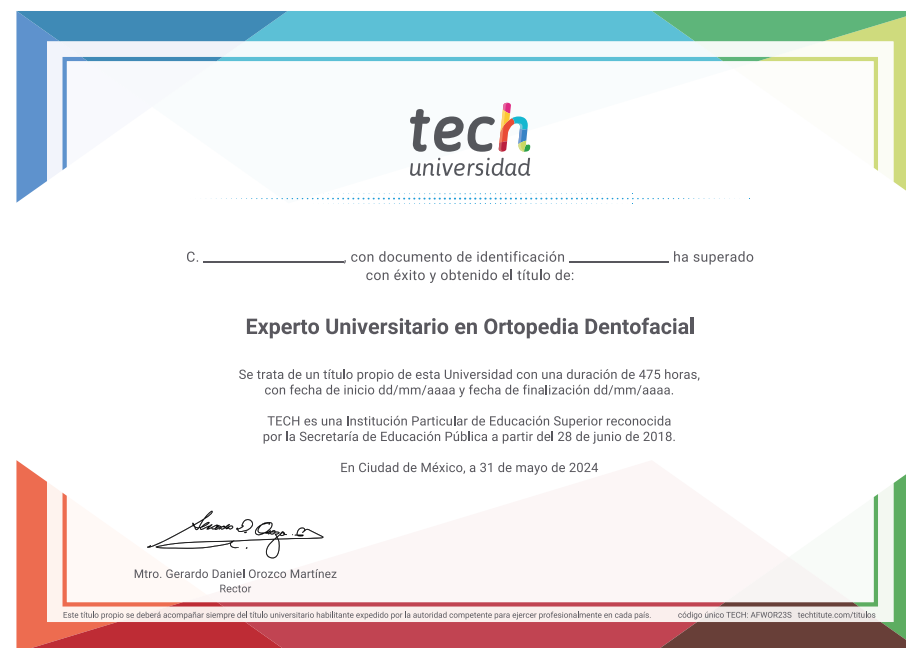 tech
universidad
C. ____________, con documento de identificación ____________ ha superado
con éxito y obtenido el título de:
Experto Universitario en Ortopedia Dentofacial
Se trata de un título propio de esta Universidad con una duración de 475 horas,
con fecha de inicio dd/mm/aaaa y fecha de finalización dd/mm/aaaa.
TECH es una Institución Particular de Educación Superior reconocida
por la Secretaría de Educación Pública a partir del 28 de junio de 2018.
En Ciudad de México, a 31 de mayo de 2024
Mtro. Gerardo Daniel Orozco Martínez
Rector
Este título propio se deberá acompañar siempre del título universitario habilitante expedido por la autoridad competente para ejercer profesionalmente en cada país. código único TECH: AFWOR23S techtitute.com/titulos